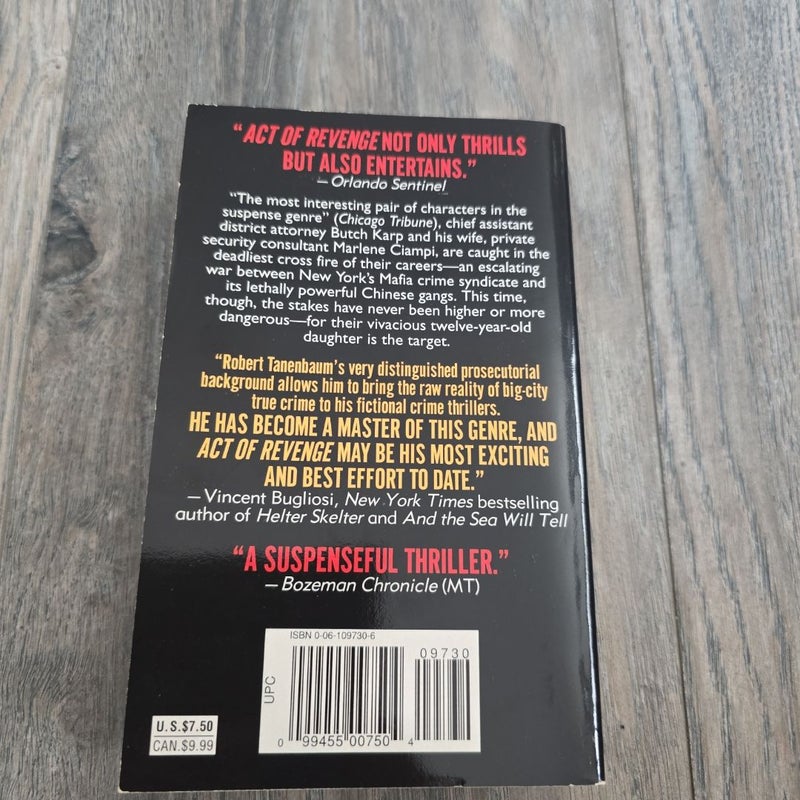 “ACT OF REVENGE NOT ONLY THRILLS
BUT ALSO ENTERTAINS.”
—Orlando Sentinel
“The most interesting pair of characters in the
suspense genre” (Chicago Tribune), chief assistant
district attorney Butch Karp and his wife, private
security consultant Marlene Ciampi, are caught in the
deadliest cross fire of their careers—an escalating
war between New York’s Mafia crime syndicate and
its lethally powerful Chinese gangs. This time,
though, the stakes have never been higher or more
dangerous—for their vivacious twelve-year-old
daughter is the target.
“Robert Tanenbaum’s very distinguished prosecutorial
background allows him to bring the raw reality of big-city
true crime to his fictional crime thrillers.
HE HAS BECOME A MASTER OF THIS GENRE, AND
ACT OF REVENGE MAY BE HIS MOST EXCITING
AND BEST EFFORT TO DATE.”
—Vincent Bugliosi, New York Times bestselling
author of Helter Skelter and And the Sea Will Tell
“A SUSPENSEFUL THRILLER.”
—Bozeman Chronicle (MT)
ISBN 0-06-109730-6
09730
UPC
0 99455 00750 4
U.S.$7.50
CAN.$9.99